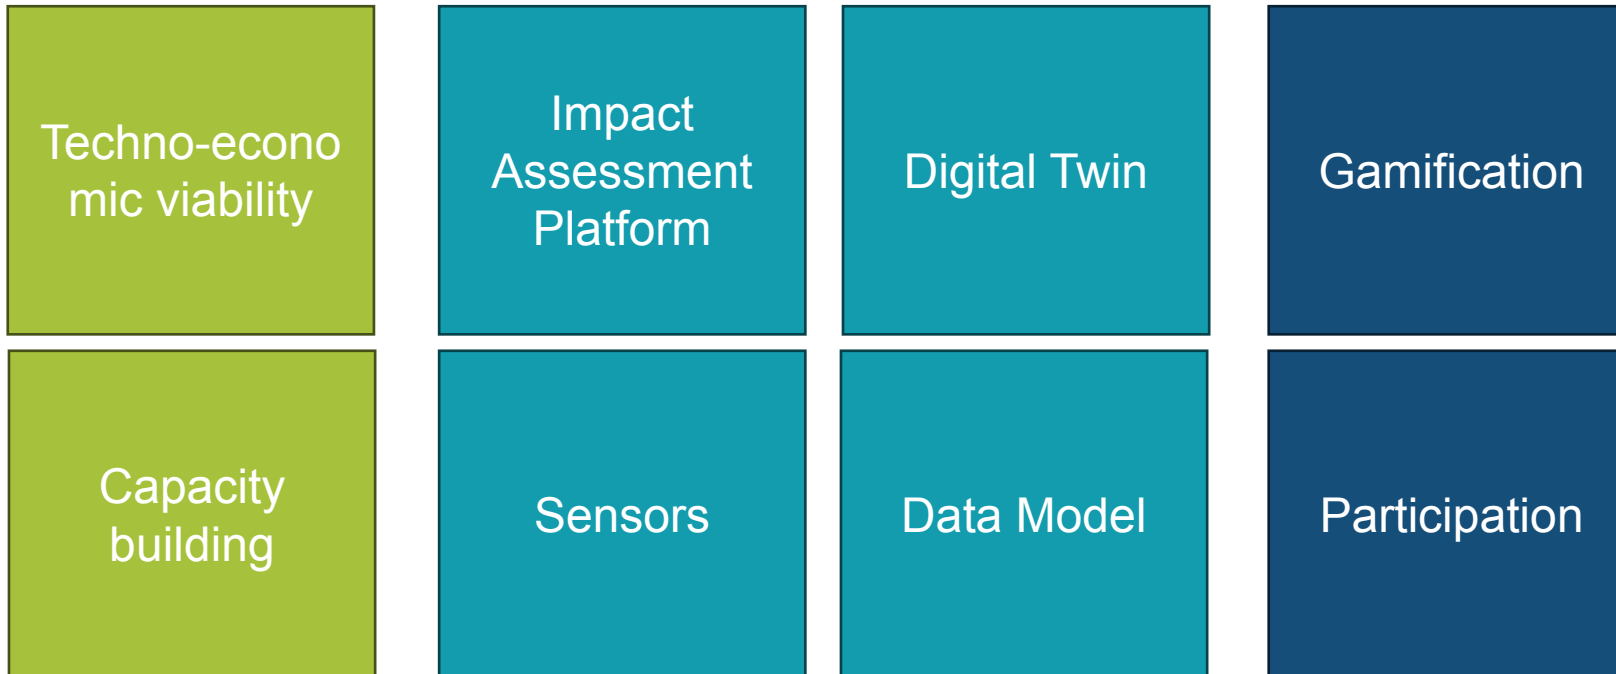 Techno-econo
mic viability
Impact
Assessment
Platform
Digital Twin
Gamification
Capacity
building
Sensors
Data Model
Participation